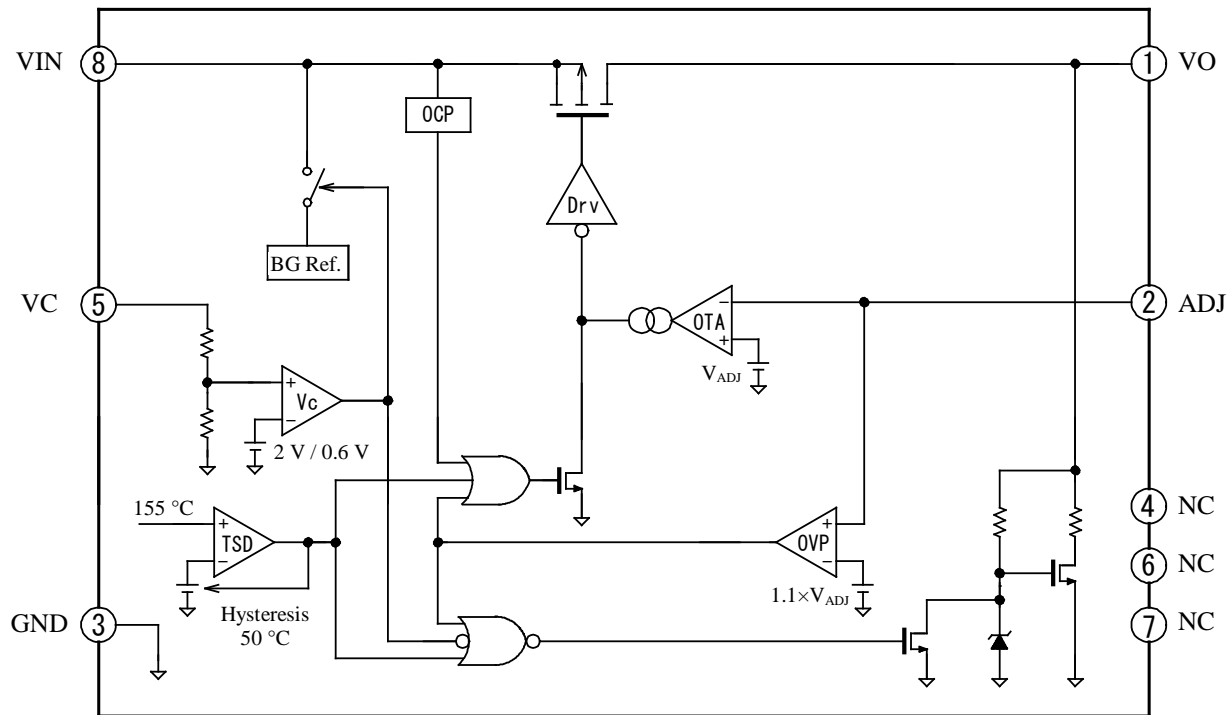 VIN
8
1
VO
OCP
Drv
BG Ref.
VC
5
OTA
−
+
2
ADJ
V_ADJ
+
Vc
−
2 V / 0.6 V
155 °C
+
TSD
−
+
OVP
−
4
NC
6
NC
1.1×V_ADJ
Hysteresis
50 °C
GND
3
7
NC